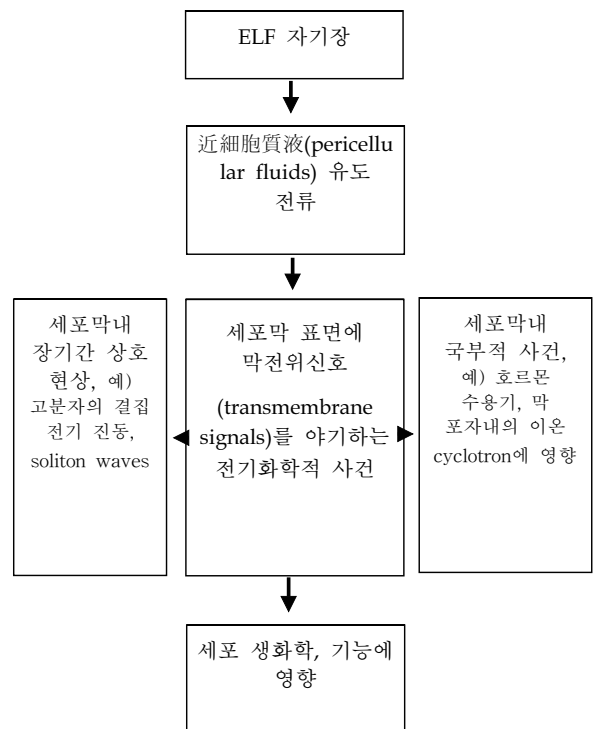 ELF 자기장
近細胞質液(pericellu
lar fluids) 유도
전류
세포막내
장기간 상호
현상, 예)
고분자의 결집
전기 진동,
soliton waves
세포막 표면에
막전위신호
(transmembrane
signals)를 야기하는
전기화학적 사건
세포막내
국부적 사건,
예) 호르몬
수용기, 막
포자내의 이온
cyclotron에 영향
세포 생화학, 기능에
영향